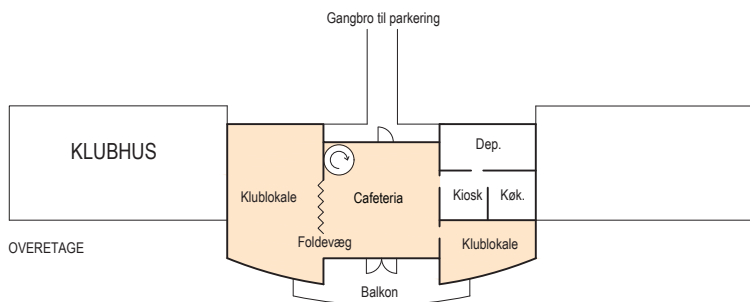 Gangbro til parkering
KLUBHUS
Dep.
Klublokale
Cafeteria
Kiosk
Køk.
Foldevæg
Klublokale
OVERETAGE
Balkon